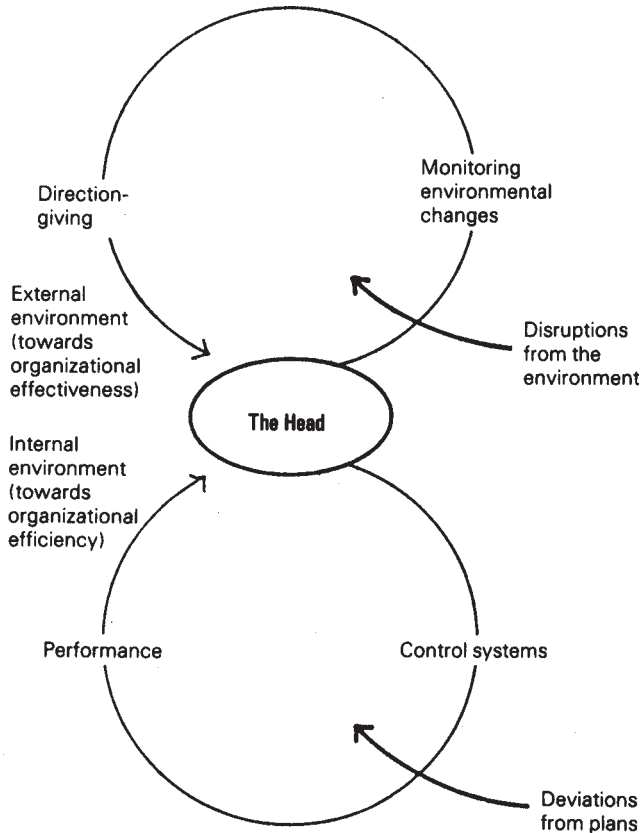 Direction-
giving
Monitoring
environmental
changes
External
environment
(towards
organizational
effectiveness)
Disruptions
from the
environment
The Head
Internal
environment
(towards
organizational
efficiency)
Performance
Control systems
Deviations
from plans